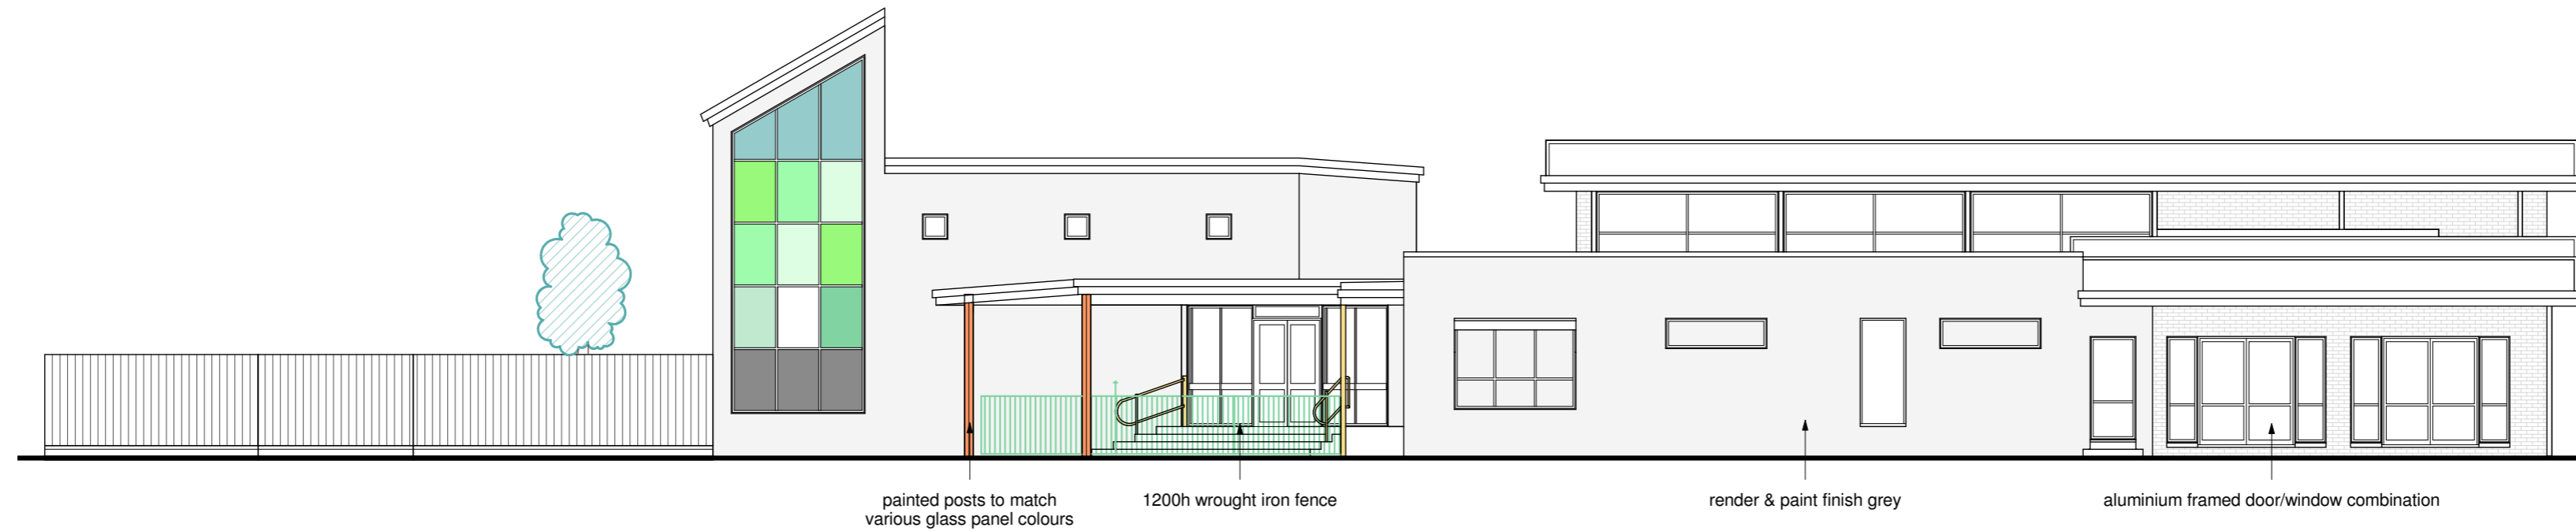 painted posts to match
various glass panel colours
1200h wrought iron fence
render & paint finish grey
aluminium framed door/window combination